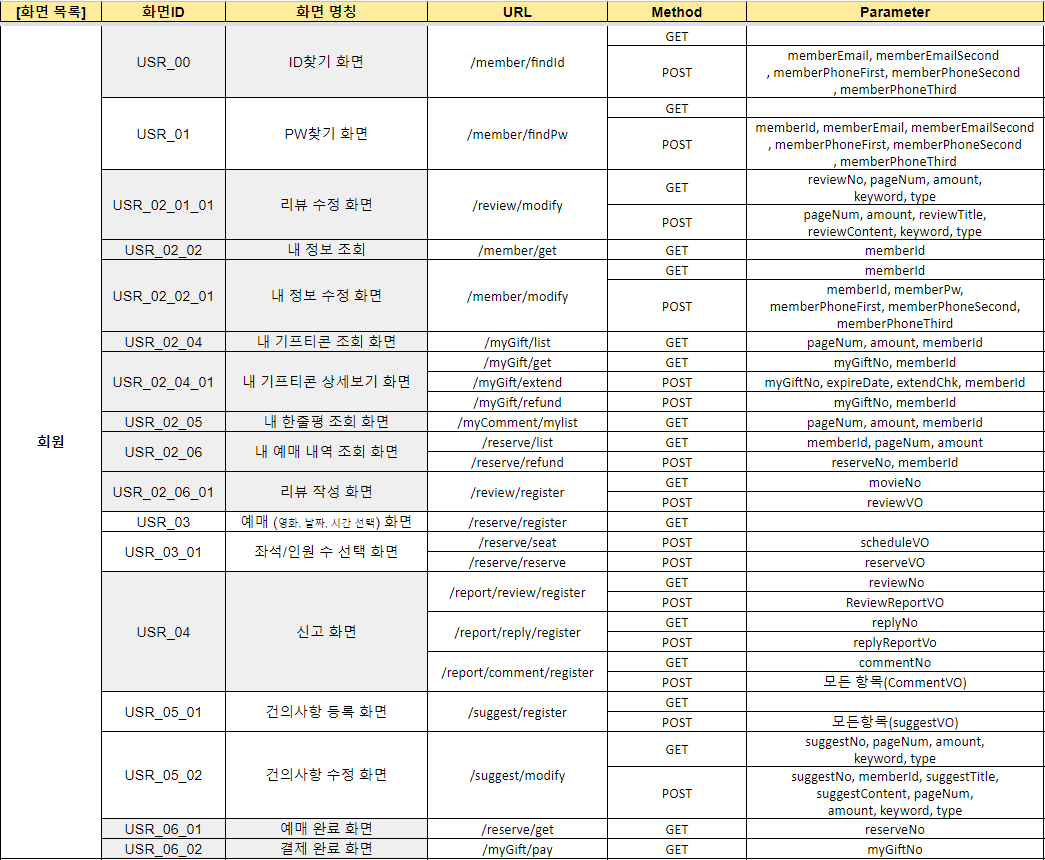 [화면 목록] 화면ID 화면 명칭 URL Method Parameter
회원
USR_00 ID찾기 화면 /member/findId GET
POST memberEmail, memberEmailSecond
, memberPhoneFirst, memberPhoneSecond
, memberPhoneThird
USR_01 PW찾기 화면 /member/findPw GET
POST memberId, memberEmail, memberEmailSecond
, memberPhoneFirst, memberPhoneSecond
, memberPhoneThird
USR_02_01_01 리뷰 수정 화면 /review/modify GET reviewNo, pageNum, amount,
keyword, type
POST pageNum, amount, reviewTitle,
reviewContent, keyword, type
USR_02_02 내 정보 조회 /member/get GET memberId
USR_02_02_01 내 정보 수정 화면 /member/modify GET memberId
POST memberId, memberPw,
memberPhoneFirst, memberPhoneSecond,
memberPhoneThird
USR_02_04 내 기프티콘 조회 화면 /myGift/list GET pageNum, amount, memberId
USR_02_04_01 내 기프티콘 상세보기 화면 /myGift/get GET myGiftNo, memberId
/myGift/extend POST myGiftNo, expireDate, extendChk, memberId
/myGift/refund POST myGiftNo, memberId
USR_02_05 내 한줄평 조회 화면 /myComment/mylist GET pageNum, amount, memberId
USR_02_06 내 예매 내역 조회 화면 /reserve/list GET memberId, pageNum, amount
/reserve/refund POST reserveNo, memberId
USR_02_06_01 리뷰 작성 화면 /review/register GET movieNo
POST reviewVO
USR_03 예매 (영화, 날짜, 시간 선택) 화면 /reserve/register GET
USR_03_01 좌석/인원 수 선택 화면 /reserve/seat POST scheduleVO
/reserve/reserve POST reserveVO
USR_04 신고 화면 /report/review/register GET reviewNo
POST ReviewReportVO
/report/reply/register GET replyNo
POST replyReportVo
/report/comment/register GET commentNo
POST 모든 항목(CommentVO)
USR_05_01 건의사항 등록 화면 /suggest/register GET
POST 모든항목(suggestVO)
USR_05_02 건의사항 수정 화면 /suggest/modify GET suggestNo, pageNum, amount,
keyword, type
POST suggestNo, memberId, suggestTitle,
suggestContent, pageNum,
amount, keyword, type
USR_06_01 예매 완료 화면 /reserve/get GET reserveNo
USR_06_02 결제 완료 화면 /myGift/pay GET myGiftNo